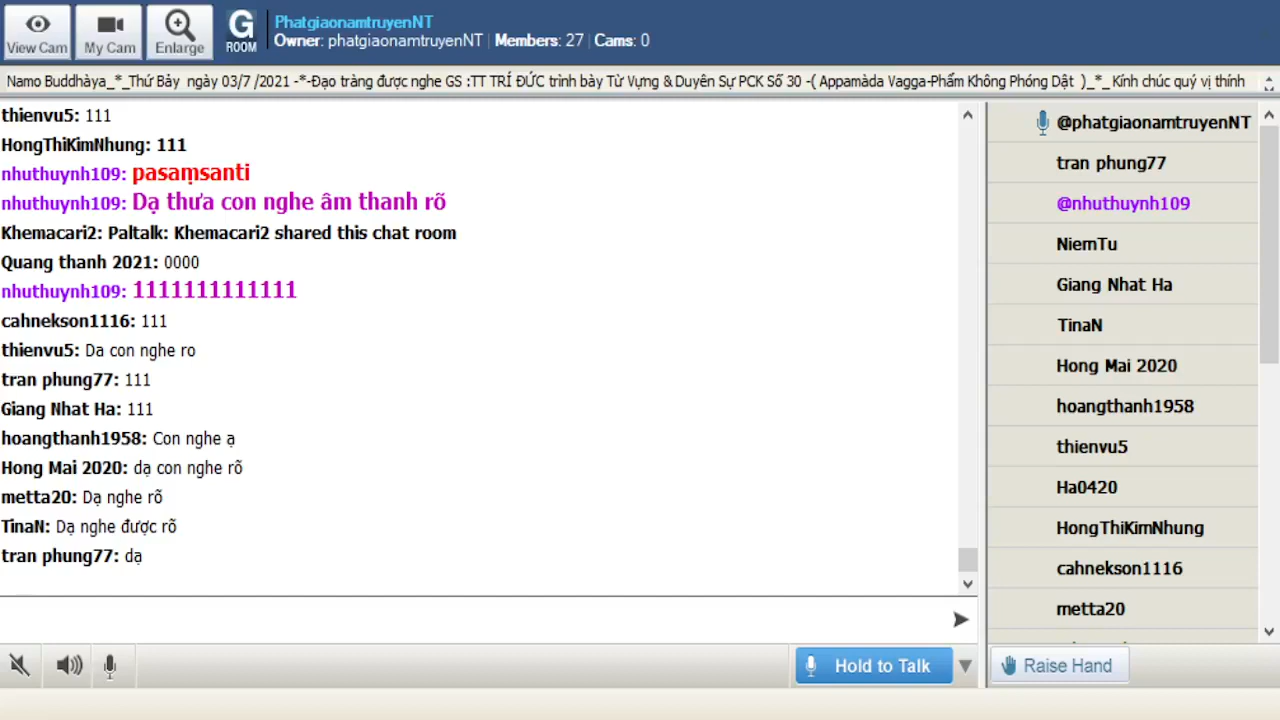 View Cam
My Cam
Enlarge
G
ROOM
PhatgiaonamtruyenNT
Owner: phatgiaonamtruyenNT | Members: 27 | Cams: 0
Namo Buddhàya_*_Thứ Bảy ngày 03/7 /2021 -*-Đạo tràng được nghe GS :TT TRÍ ĐỨC trình bày Từ Vựng & Duyên Sự PCK Số 30 -( Appamàda Vagga-Phẩm Không Phóng Dật )_*_Kính chúc quý vị thính
thienvu5: 111
HongThiKimNhung: 111
nhuthuynh109: pasaṃsanti
nhuthuynh109: Dạ thưa con nghe âm thanh rõ
Khemacari2: Paltalk: Khemacari2 shared this chat room
Quang thanh 2021: 0000
nhuthuynh109: 1111111111111
cahnekson1116: 111
thienvu5: Da con nghe ro
tran phung77: 111
Giang Nhat Ha: 111
hoangthanh1958: Con nghe ạ
Hong Mai 2020: dạ con nghe rõ
metta20: Dạ nghe rõ
TinaN: Dạ nghe được rõ
tran phung77: dạ
@phatgiaonamtruyenNT
tran phung77
@nhuthuynh109
NiemTu
Giang Nhat Ha
TinaN
Hong Mai 2020
hoangthanh1958
thienvu5
Ha0420
HongThiKimNhung
cahnekson1116
metta20
Hold to Talk
Raise Hand